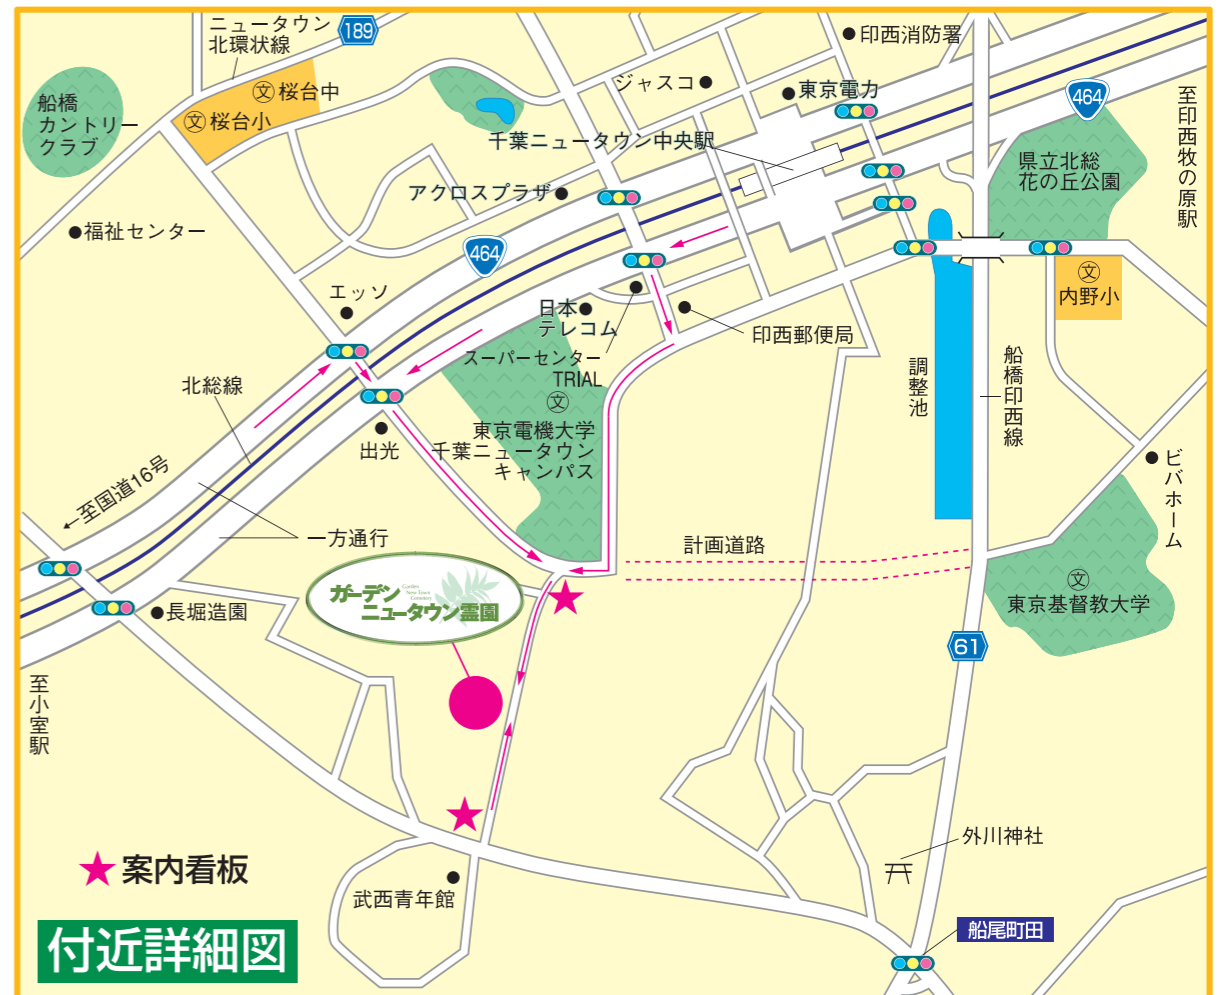 ニュータウン
北環状線
189
印西消防署
船橋
カントリー
クラブ
文 桜台中
文 桜台小
ジャスコ
東京電力
464
至印西牧の原駅
千葉ニュータウン中央駅
県立北総
花の丘公園
アクロスプラザ
福祉センター
464
エッソ
文
内野小
日本
テレコム
印西郵便局
スーパーセンター
TRIAL
調整池
船橋印西線
北総線
文
東京電機大学
千葉ニュータウン
キャンパス
出光
ビバホーム
←至国道16号
一方通行
計画道路
ガーデン
Garden
New Town
Cemetery
ニュータウン霊園
文
東京基督教大学
長堀造園
61
至小室駅
外川神社
★案内看板
武西青年館
船尾町田
付近詳細図